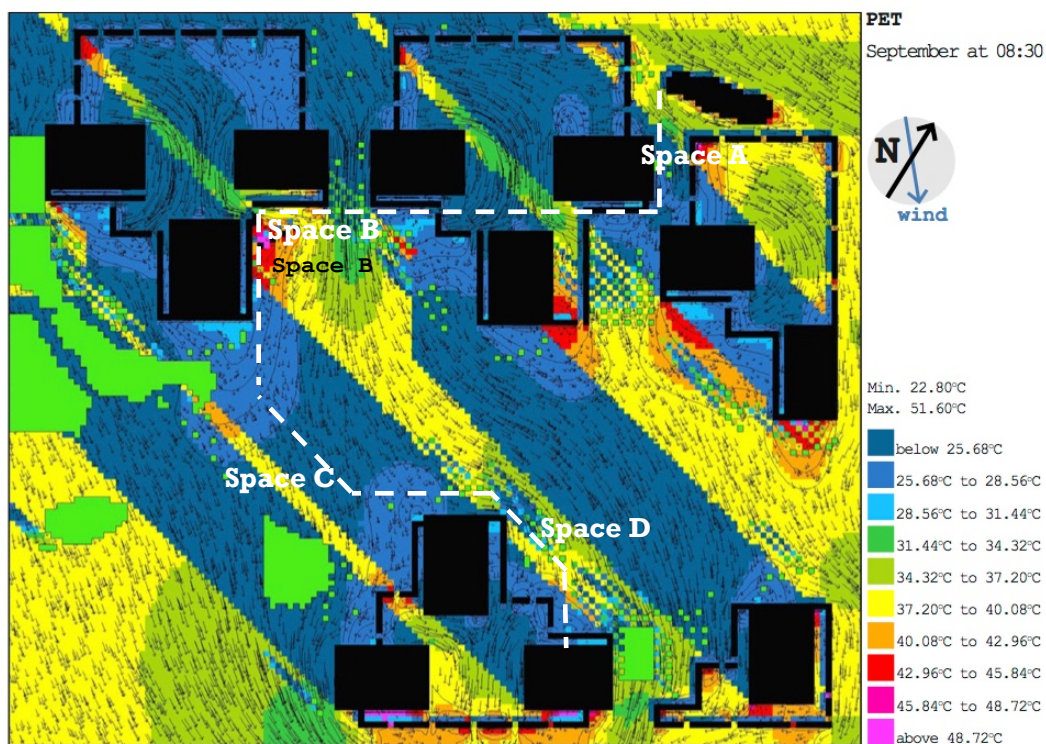 PET
September at 08:30
N
wind
Space A
Space B
Space B
Space C
Space D
Min. 22.80°C
Max. 51.60°C
below 25.68°C
25.68°C to 28.56°C
28.56°C to 31.44°C
31.44°C to 34.32°C
34.32°C to 37.20°C
37.20°C to 40.08°C
40.08°C to 42.96°C
42.96°C to 45.84°C
45.84°C to 48.72°C
above 48.72°C